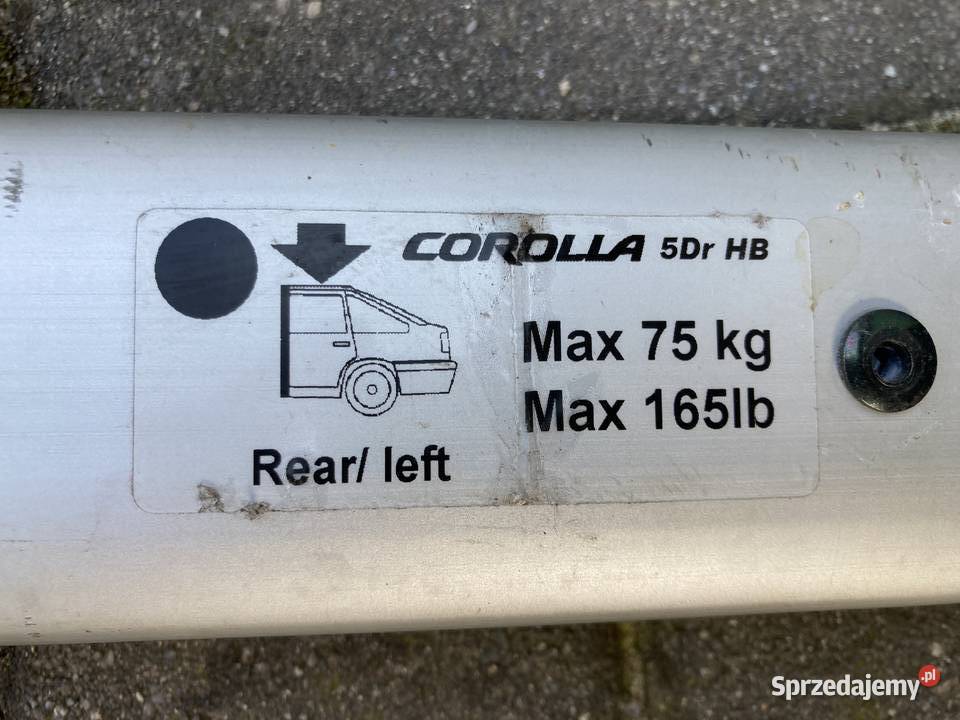 COROLLA 5Dr HB
Max 75 kg
Max 165lb
Rear/ left
Sprzedajemy.pl